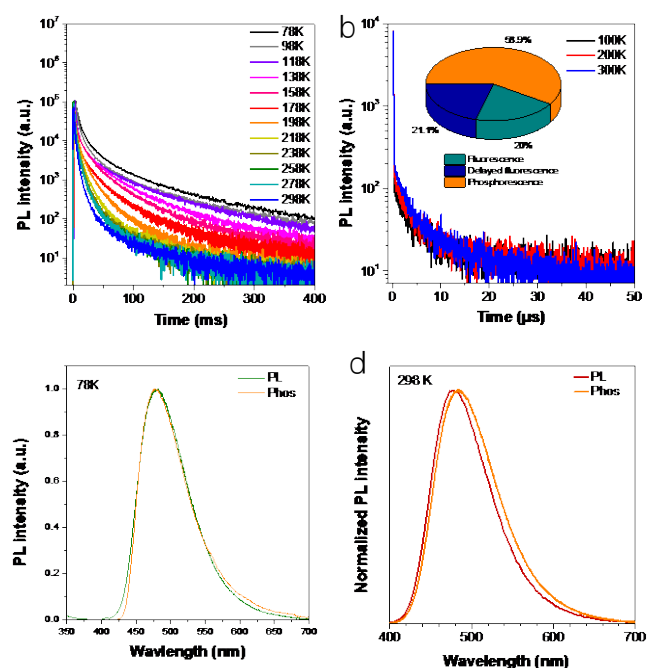 PL intensity (a.u.)
10⁷
10⁶
10⁵
10⁴
10³
10²
10¹
78K
98K
118K
138K
158K
178K
198K
218K
238K
258K
278K
298K
0 100 200 300 400
Time (ms)
b
PL intensity (a.u.)
10⁴
10³
10²
10¹
58.9%
21.1%
20%
100K
200K
300K
Fluorescence
Delayed fluorescence
Phosphorescence
0 10 20 30 40 50
Time (µs)
78K
PL
Phos
PL intensity (a.u.)
1.0
0.8
0.6
0.4
0.2
0.0
350 400 450 500 550 600 650 700
Wavlength (nm)
d
298 K
PL
Phos
Normalized PL intensity
400 500 600 700
Wavelength (nm)